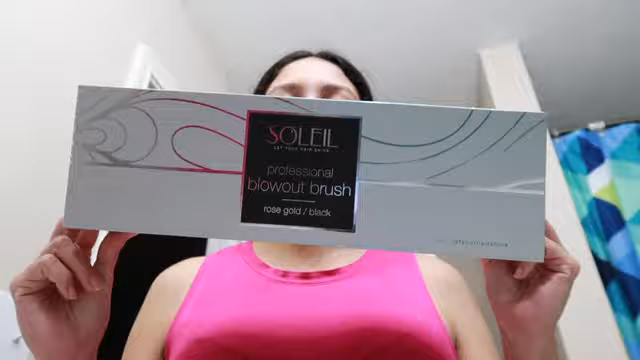 SOLEIL
LET YOUR HAIR SHINE
professional
blowout brush
rose gold / black